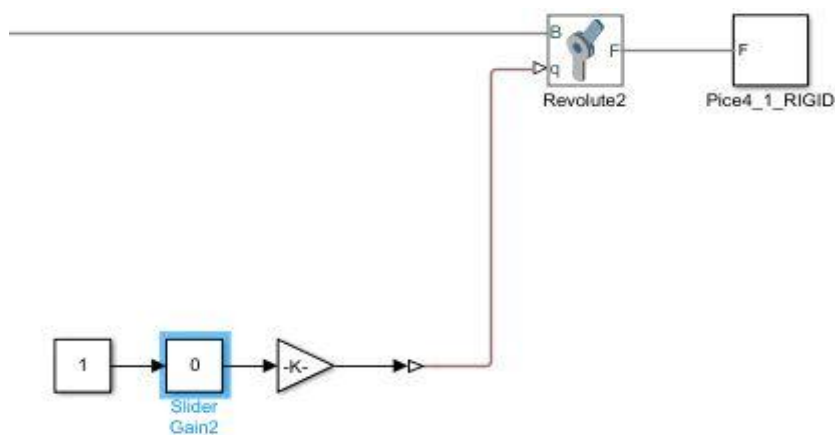 B
F
q
Revolute2
F
Pice4_1_RIGID
1
0
-K-
Slider
Gain2